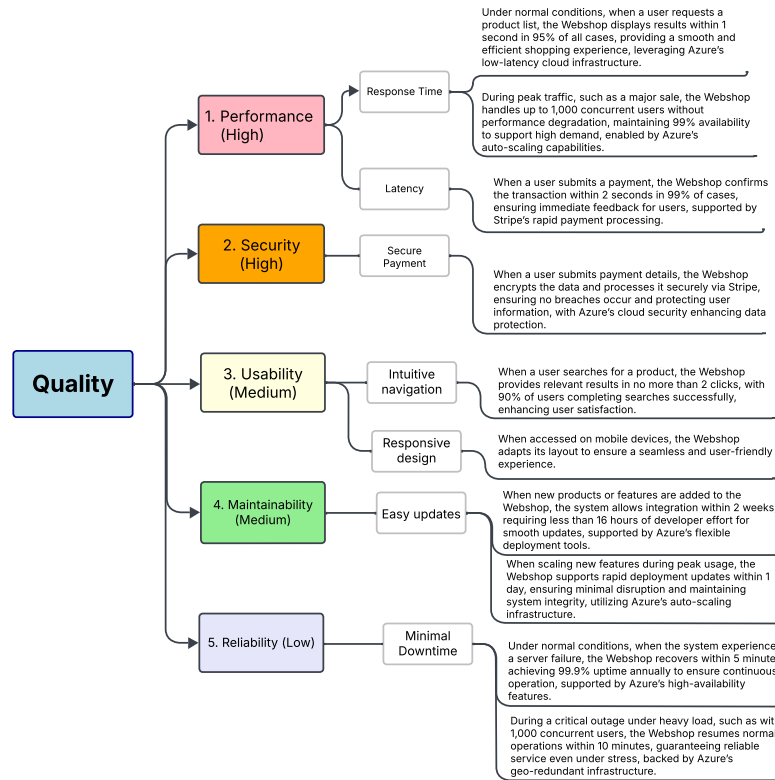 Quality
1. Performance
(High)
Response Time
Under normal conditions, when a user requests a
product list, the Webshop displays results within 1
second in 95% of all cases, providing a smooth and
efficient shopping experience, leveraging Azure's
low-latency cloud infrastructure.
During peak traffic, such as a major sale, the Webshop
handles up to 1,000 concurrent users without
performance degradation, maintaining 99% availability
to support high demand, enabled by Azure's
auto-scaling capabilities.
Latency
When a user submits a payment, the Webshop confirms
the transaction within 2 seconds in 99% of cases,
ensuring immediate feedback for users, supported by
Stripe's rapid payment processing.
2. Security
(High)
Secure
Payment
When a user submits payment details, the Webshop
encrypts the data and processes it securely via Stripe,
ensuring no breaches occur and protecting user
information, with Azure's cloud security enhancing data
protection.
3. Usability
(Medium)
Intuitive
navigation
When a user searches for a product, the Webshop
provides relevant results in no more than 2 clicks, with
90% of users completing searches successfully,
enhancing user satisfaction.
Responsive
design
When accessed on mobile devices, the Webshop
adapts its layout to ensure a seamless and user-friendly
experience.
4. Maintainability
(Medium)
Easy updates
When new products or features are added to the
Webshop, the system allows integration within 2 weeks
requiring less than 16 hours of developer effort for
smooth updates, supported by Azure's flexible
deployment tools.
When scaling new features during peak usage, the
Webshop supports rapid deployment updates within 1
day, ensuring minimal disruption and maintaining
system integrity, utilizing Azure's auto-scaling
infrastructure.
5. Reliability (Low)
Minimal
Downtime
Under normal conditions, when the system experience
a server failure, the Webshop recovers within 5 minute
achieving 99.9% uptime annually to ensure continuous
operation, supported by Azure's high-availability
features.
During a critical outage under heavy load, such as wit
1,000 concurrent users, the Webshop resumes normal
operations within 10 minutes, guaranteeing reliable
service even under stress, backed by Azure's
geo-redundant infrastructure.